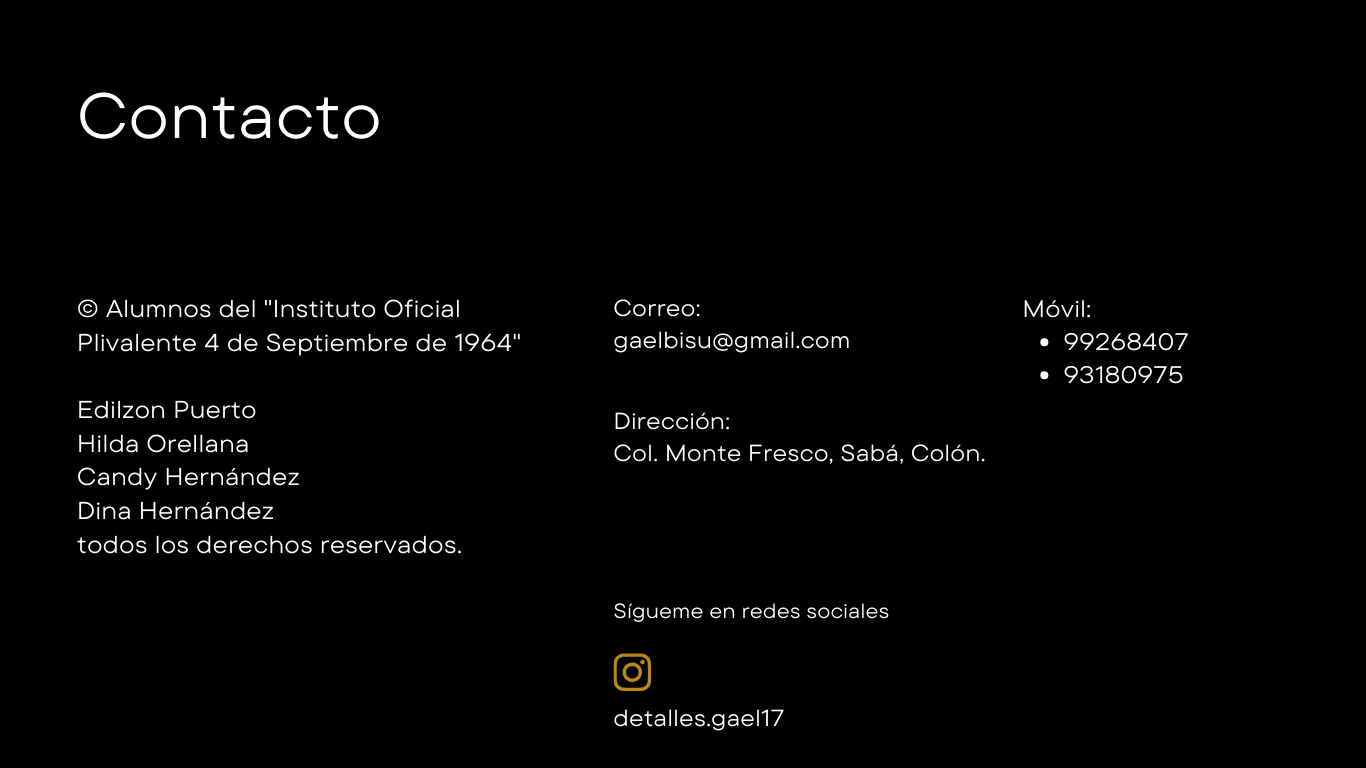 Contacto
© Alumnos del "Instituto Oficial
Plivalente 4 de Septiembre de 1964"
Edilzon Puerto
Hilda Orellana
Candy Hernández
Dina Hernández
todos los derechos reservados.
Correo:
gaelbisu@gmail.com
Dirección:
Col. Monte Fresco, Sabá, Colón.
Móvil:
• 99268407
• 93180975
Sígueme en redes sociales
detalles.gael17